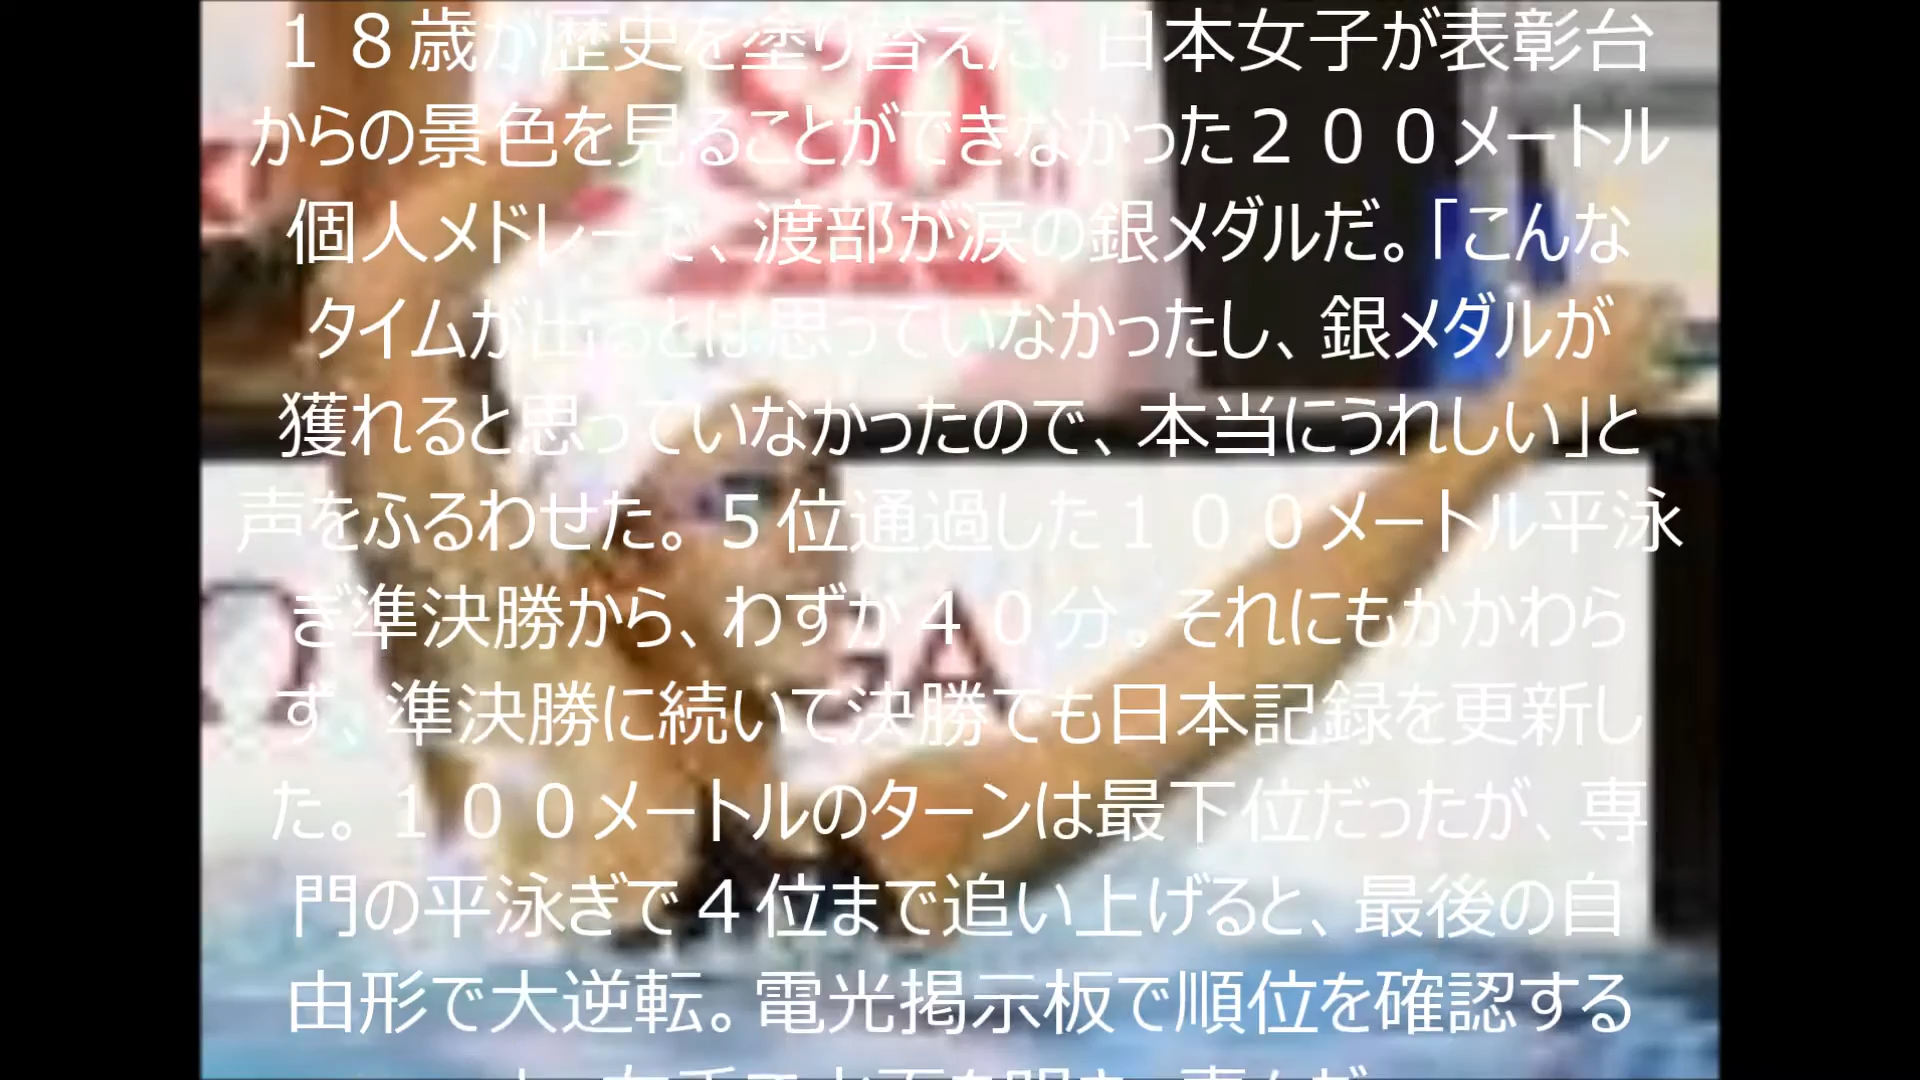 １８歳が歴史を塗り替えた。日本女子が表彰台
からの景色を見ることができなかった２００メートル
個人メドレーで、渡部が涙の銀メダルだ。「こんな
タイムが出るとは思っていなかったし、銀メダルが
獲れると思っていなかったので、本当にうれしい」と
声をふるわせた。５位通過した１００メートル平泳
ぎ準決勝から、わずか４０分。それにもかかわら
ず、準決勝に続いて決勝でも日本記録を更新し
た。１００メートルのターンは最下位だったが、専
門の平泳ぎで４位まで追い上げると、最後の自
由形で大逆転。電光掲示板で順位を確認する